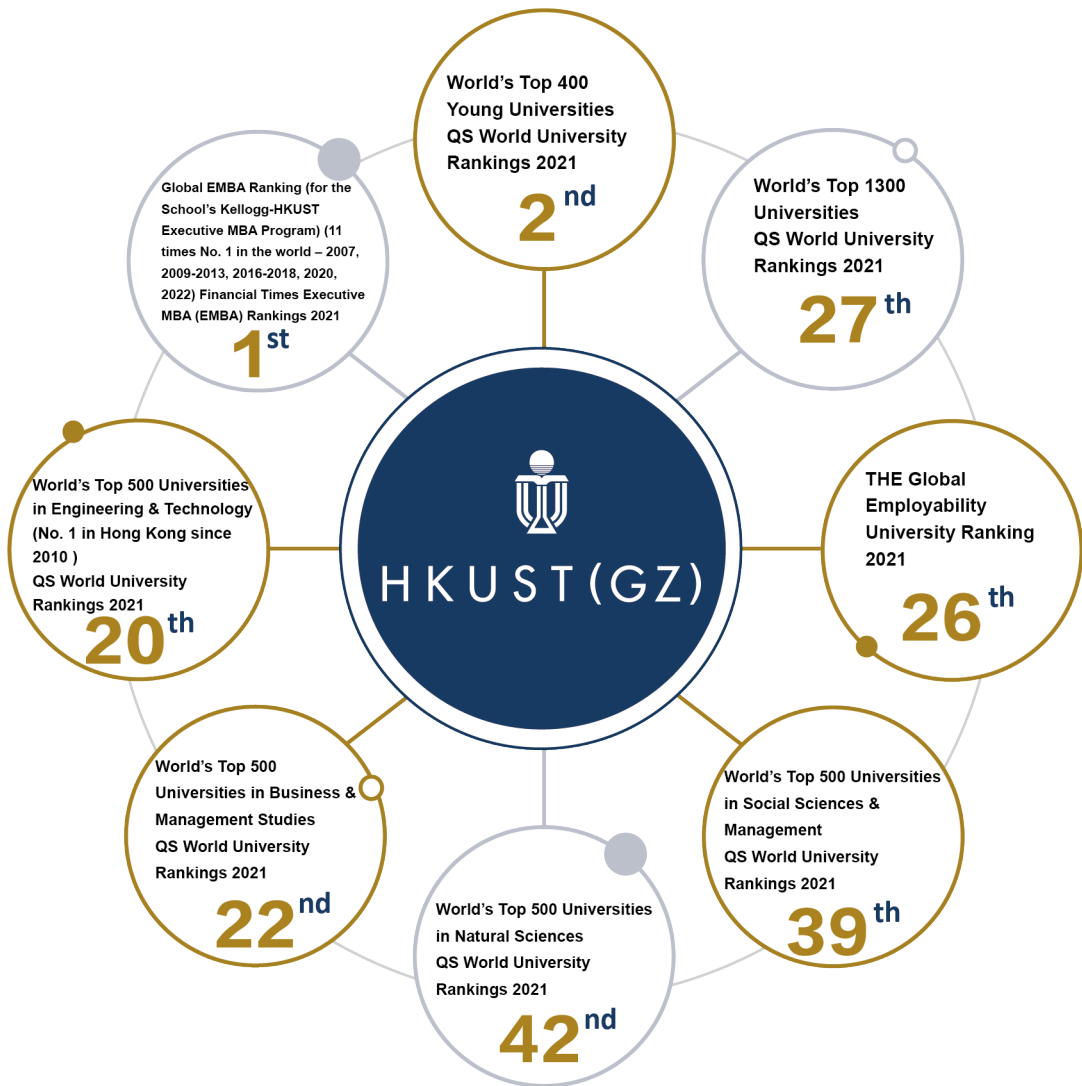 World's Top 400
Young Universities
QS World University
Rankings 2021
2nd
World's Top 1300
Universities
QS World University
Rankings 2021
27th
THE Global
Employability
University Ranking
2021
26th
World's Top 500 Universities
in Social Sciences &
Management
QS World University
Rankings 2021
39th
World's Top 500 Universities
in Natural Sciences
QS World University
Rankings 2021
42nd
World's Top 500
Universities in Business &
Management Studies
QS World University
Rankings 2021
22nd
World's Top 500 Universities
in Engineering & Technology
(No. 1 in Hong Kong since
2010 )
QS World University
Rankings 2021
20th
Global EMBA Ranking (for the
School's Kellogg-HKUST
Executive MBA Program) (11
times No. 1 in the world – 2007,
2009-2013, 2016-2018, 2020,
2022) Financial Times Executive
MBA (EMBA) Rankings 2021
1st
HKUST(GZ)